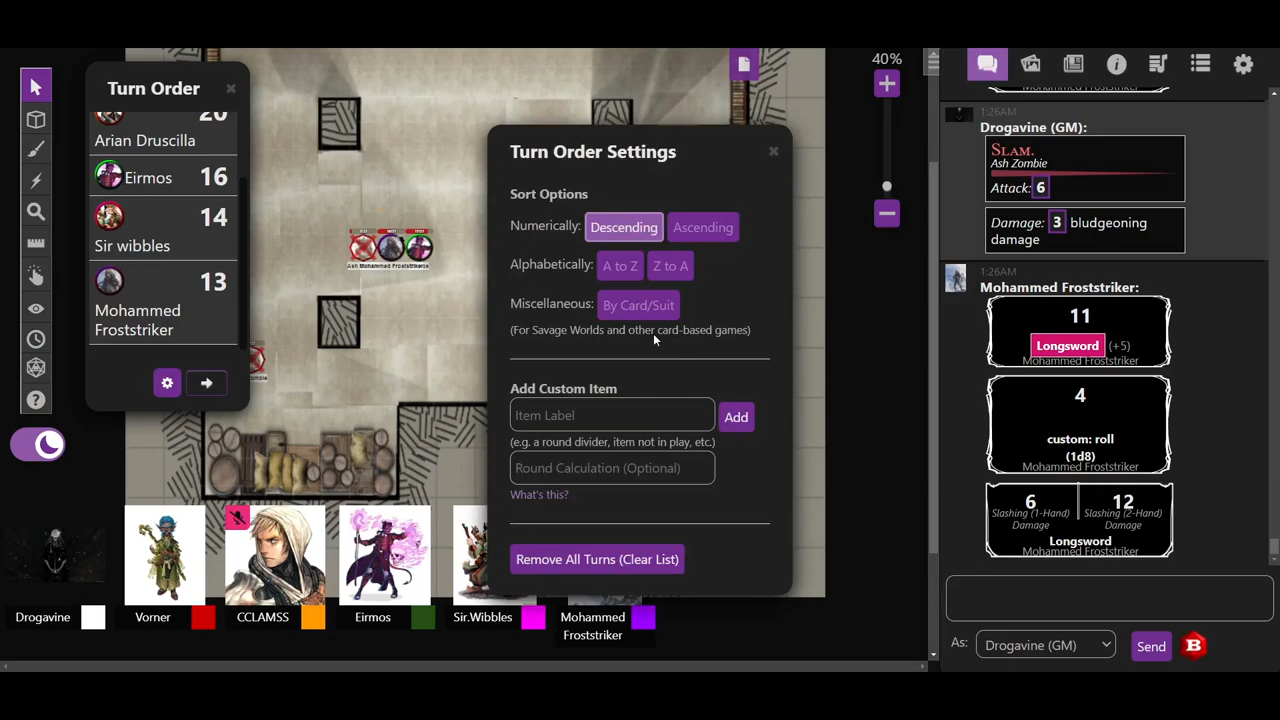 Turn Order
20
Arian Druscilla
Eirmos 16
14
Sir wibbles
13
Mohammed
Froststriker
40%
Turn Order Settings
Sort Options
Numerically: Descending Ascending
Alphabetically: A to Z Z to A
Miscellaneous: By Card/Suit
(For Savage Worlds and other card-based games)
Add Custom Item
Item Label
Add
(e.g. a round divider, item not in play, etc.)
Round Calculation (Optional)
What's this?
Remove All Turns (Clear List)
Drogavine
Vorner
CCLAMSS
Eirmos
Sir.Wibbles
Mohammed
Froststriker
Mohammed Froststriker
1:26AM
Drogavine (GM):
SLAM.
Ash Zombie
Attack: 6
Damage: 3 bludgeoning
damage
1:26AM
Mohammed Froststriker:
11
Longsword (+5)
Mohammed Froststriker
4
custom: roll
(1d8)
Mohammed Froststriker
6 12
Slashing (1-Hand) Slashing (2-Hand)
Damage Damage
Longsword
Mohammed Froststriker
As: Drogavine (GM) Send
B